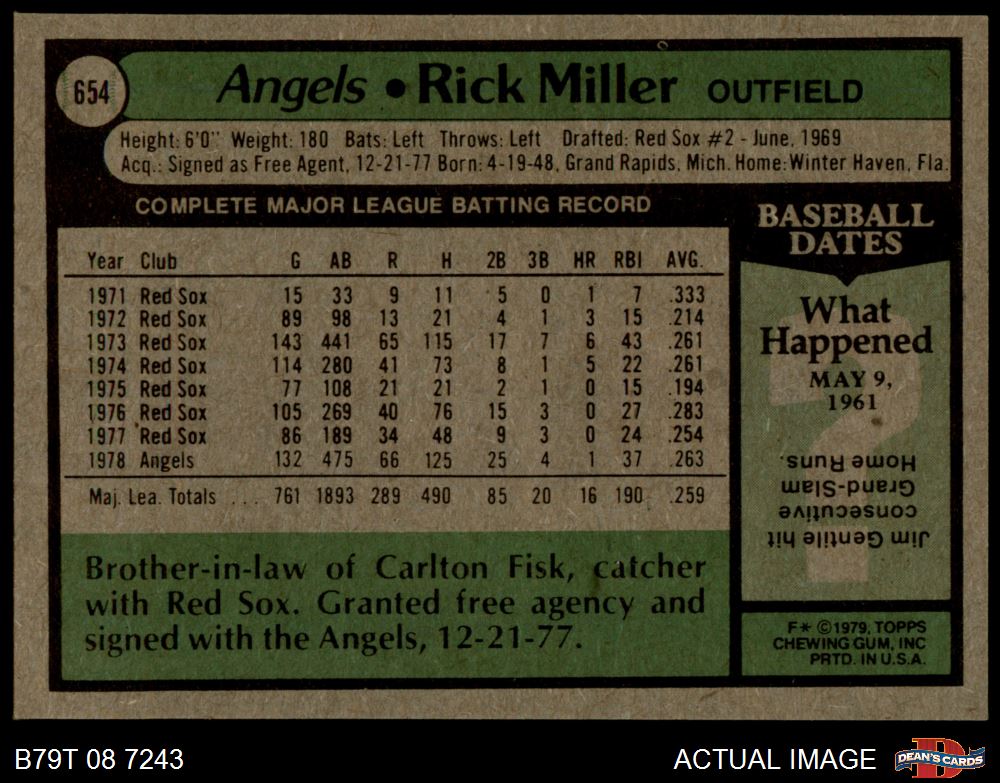 654
Angels • Rick Miller OUTFIELD
Height: 6'0" Weight: 180 Bats: Left Throws: Left Drafted: Red Sox #2 - June, 1969
Acq.: Signed as Free Agent, 12-21-77 Born: 4-19-48, Grand Rapids, Mich. Home: Winter Haven, Fla.
COMPLETE MAJOR LEAGUE BATTING RECORD
Year Club G AB R H 2B 3B HR RBI AVG.
1971 Red Sox 15 33 9 11 5 0 1 7 .333
1972 Red Sox 89 98 13 21 4 1 3 15 .214
1973 Red Sox 143 441 65 115 17 7 6 43 .261
1974 Red Sox 114 280 41 73 8 1 5 22 .261
1975 Red Sox 77 108 21 21 2 1 0 15 .194
1976 Red Sox 105 269 40 76 15 3 0 27 .283
1977 Red Sox 86 189 34 48 9 3 0 24 .254
1978 Angels 132 475 66 125 25 4 1 37 .263
Maj. Lea. Totals ... 761 1893 289 490 85 20 16 190 .259
Brother-in-law of Carlton Fisk, catcher
with Red Sox. Granted free agency and
signed with the Angels, 12-21-77.
BASEBALL
DATES
What
Happened
MAY 9,
1961
Jim Gentile hit
consecutive
Grand-Slam
Home Runs.
F* ©1979, TOPPS
CHEWING GUM, INC
PRTD. IN U.S.A.
B79T 08 7243
ACTUAL IMAGE
DEAN'S CARDS